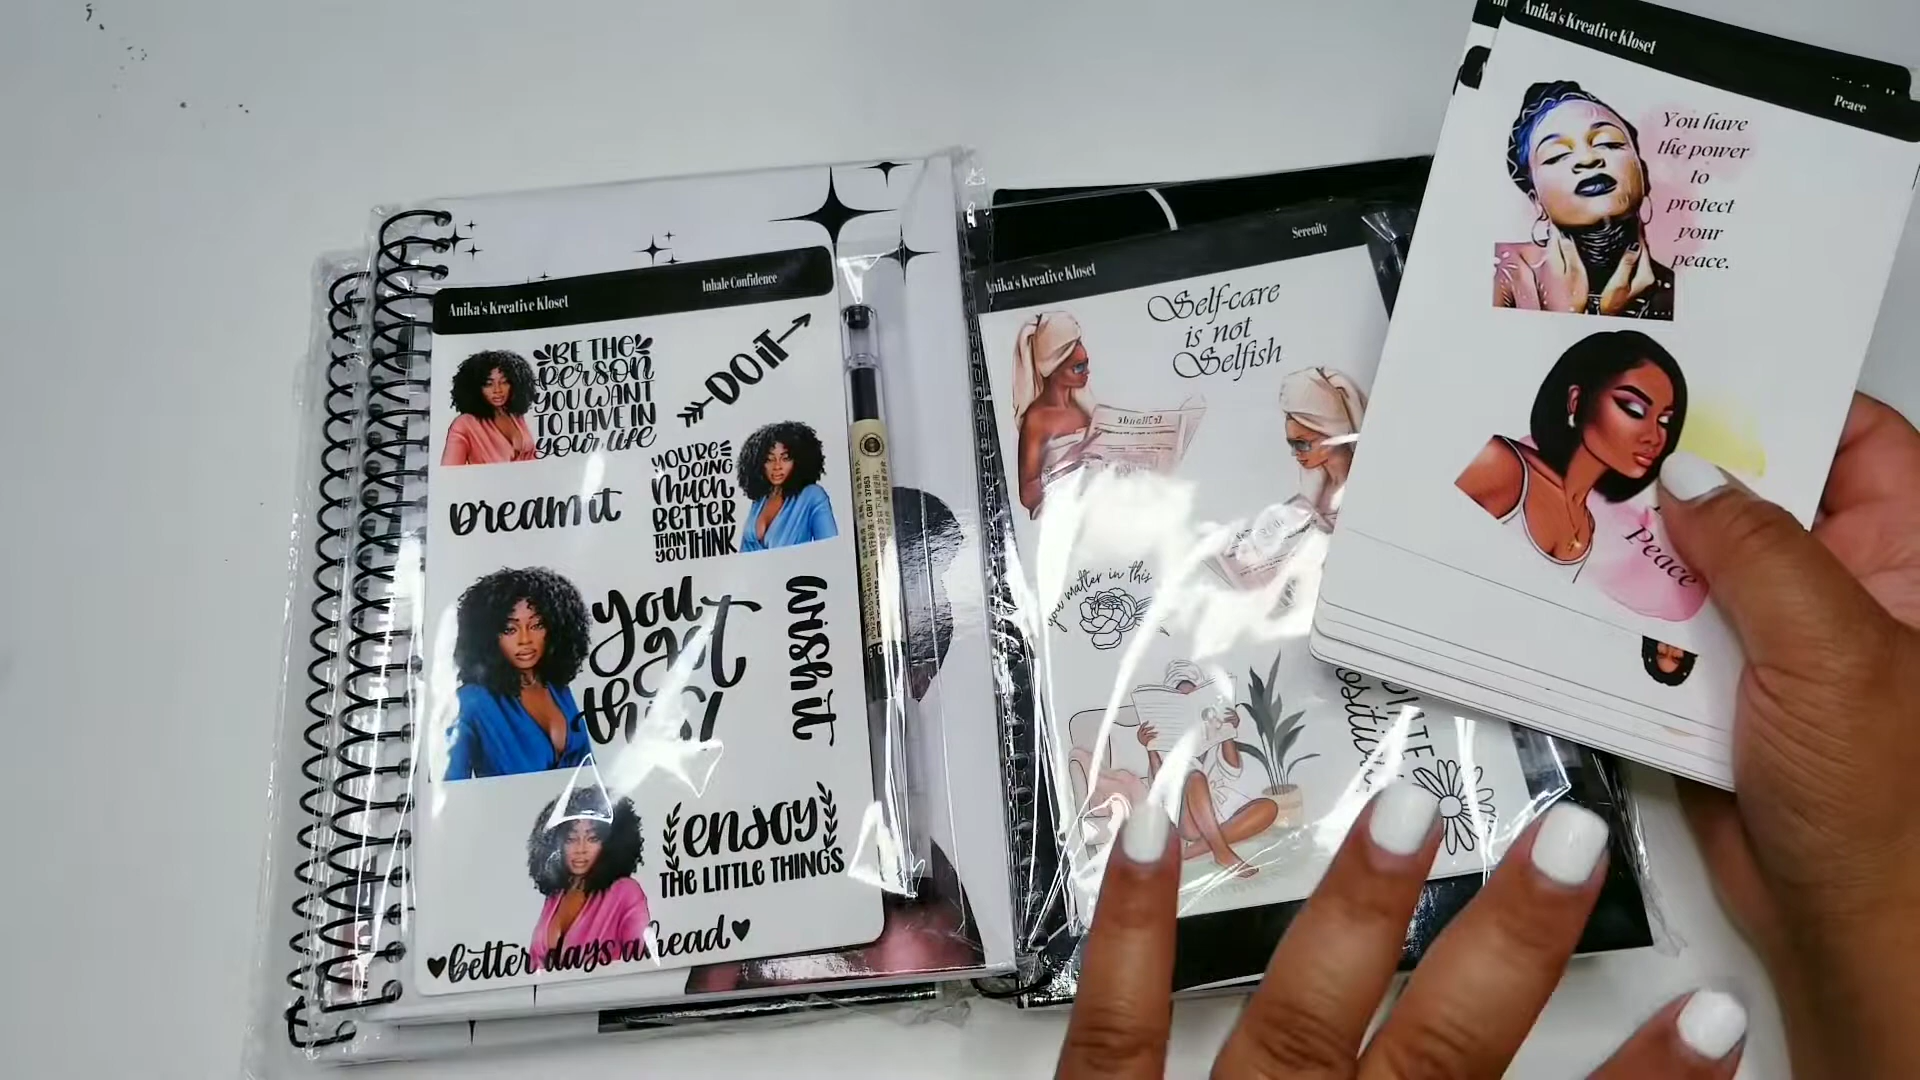 Anika's Kreative Kloset
Inhale Confidence
BE THE
PERSON
YOU WANT
TO HAVE IN
your life
DO iT
DREAM it
YOU'RE
DOING
much
BETTER
THAN
YOU THINK
you
got
this!
WISH iT
enjoy
THE LITTLE THINGS
better days ahead
Anika's Kreative Kloset
Serenity
Self-care
is not
Selfish
you matter in this
Anika's Kreative Kloset
Peace
You have
the power
to
protect
your
peace.
Peace